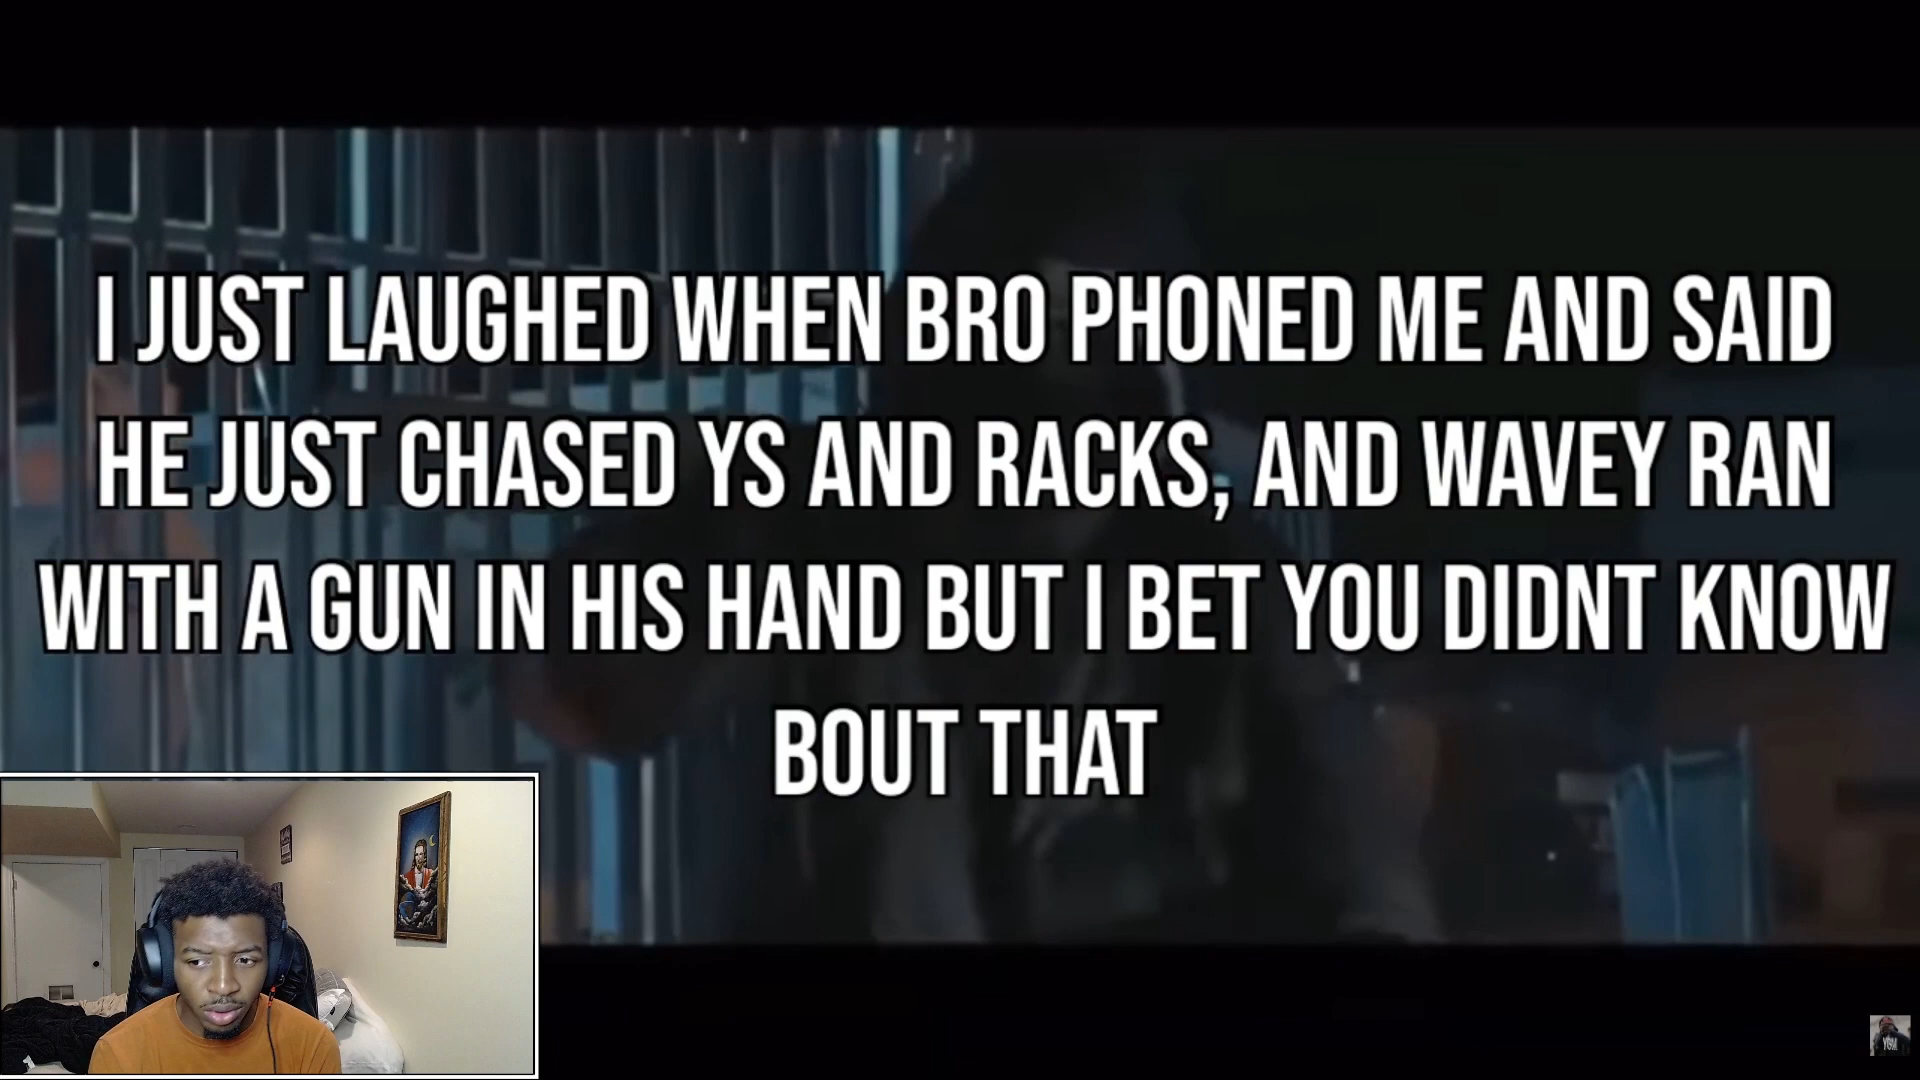 I JUST LAUGHED WHEN BRO PHONED ME AND SAID
HE JUST CHASED YS AND RACKS, AND WAVEY RAN
WITH A GUN IN HIS HAND BUT I BET YOU DIDNT KNOW
BOUT THAT
YGM